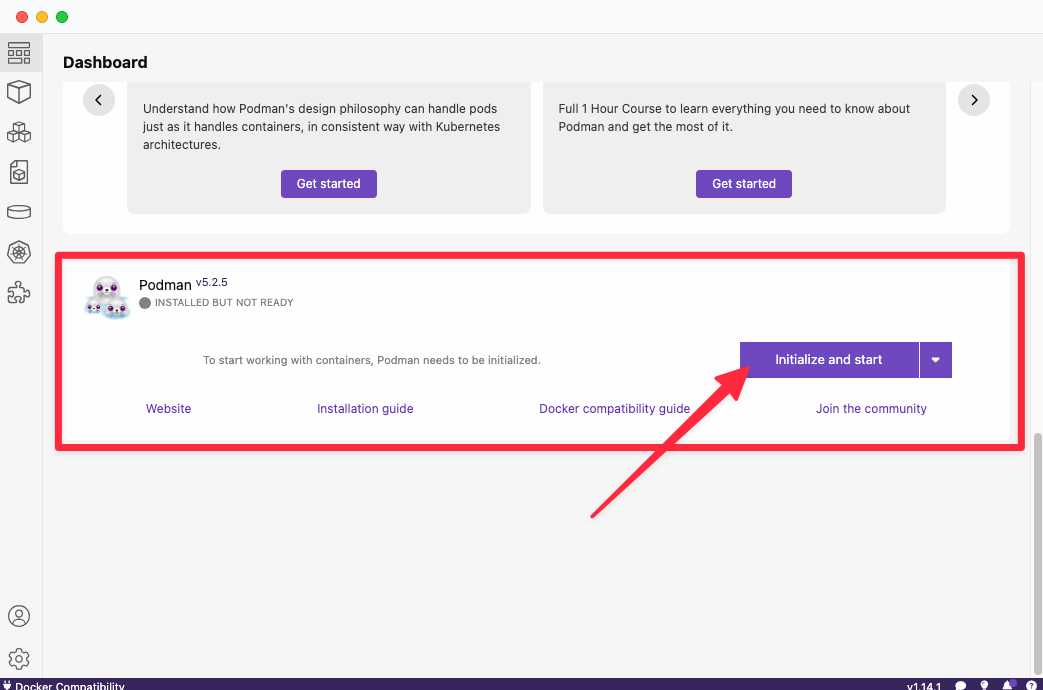 Dashboard
Understand how Podman's design philosophy can handle pods
just as it handles containers, in consistent way with Kubernetes
architectures.
Get started
Full 1 Hour Course to learn everything you need to know about
Podman and get the most of it.
Get started
Podman v5.2.5
INSTALLED BUT NOT READY
To start working with containers, Podman needs to be initialized.
Initialize and start
Website
Installation guide
Docker compatibility guide
Join the community
Docker Compatibility
v1.14.1